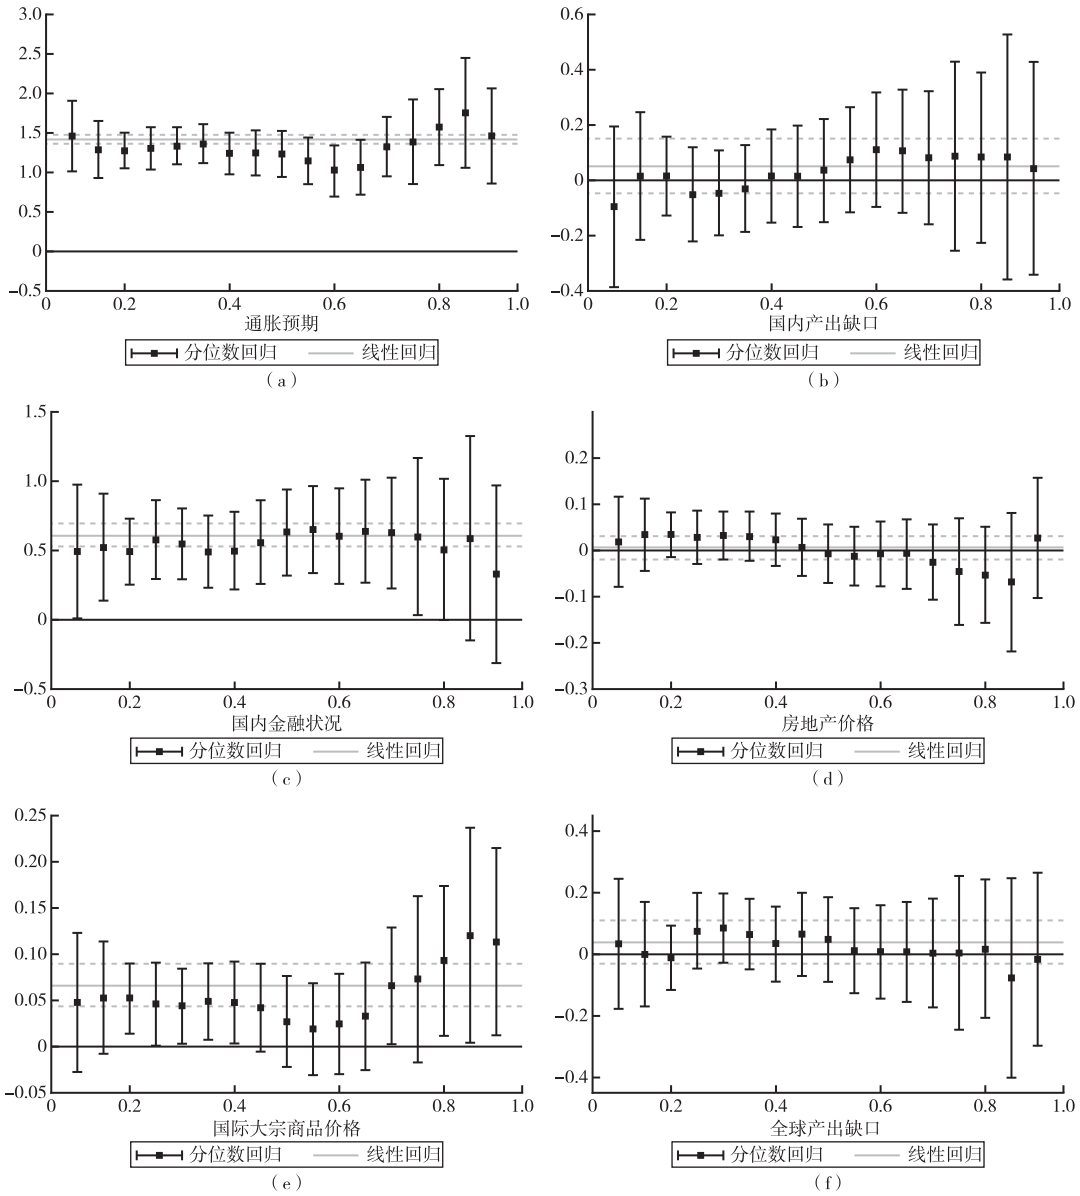 3.0
2.5
2.0
1.5
1.0
0.5
0
-0.5
0 0.2 0.4 0.6 0.8 1.0
通胀预期
分位数回归 线性回归
（a）
0.6
0.4
0.2
0
-0.2
-0.4
0 0.2 0.4 0.6 0.8 1.0
国内产出缺口
分位数回归 线性回归
（b）
1.5
1.0
0.5
0
-0.5
0 0.2 0.4 0.6 0.8 1.0
国内金融状况
分位数回归 线性回归
（c）
0.2
0.1
0
-0.1
-0.2
-0.3
0 0.2 0.4 0.6 0.8 1.0
房地产价格
分位数回归 线性回归
（d）
0.25
0.20
0.15
0.10
0.05
0
-0.05
0 0.2 0.4 0.6 0.8 1.0
国际大宗商品价格
分位数回归 线性回归
（e）
0.4
0.2
0
-0.2
-0.4
0 0.2 0.4 0.6 0.8 1.0
全球产出缺口
分位数回归 线性回归
（f）